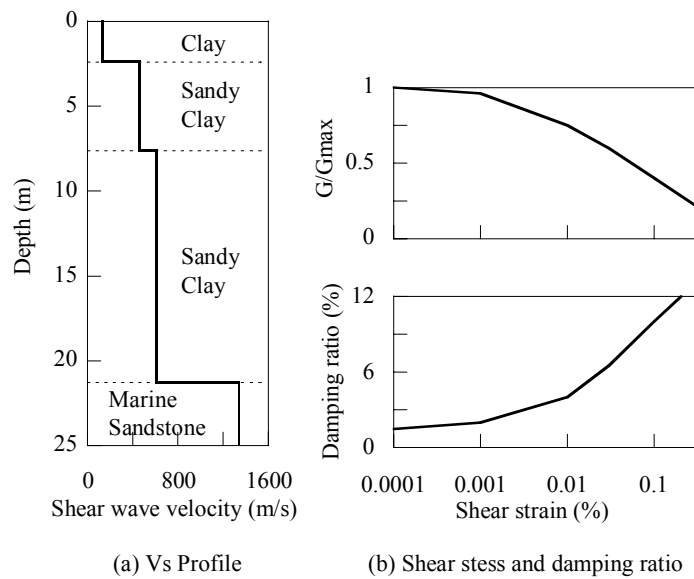 0
5
10
15
20
25
Depth (m)
Clay
Sandy
Clay
Sandy
Clay
Marine
Sandstone
0 800 1600
Shear wave velocity (m/s)
(a) Vs Profile
1
0.5
0
G/Gmax
12
6
0
Damping ratio (%)
0.0001 0.001 0.01 0.1
Shear strain (%)
(b) Shear stess and damping ratio